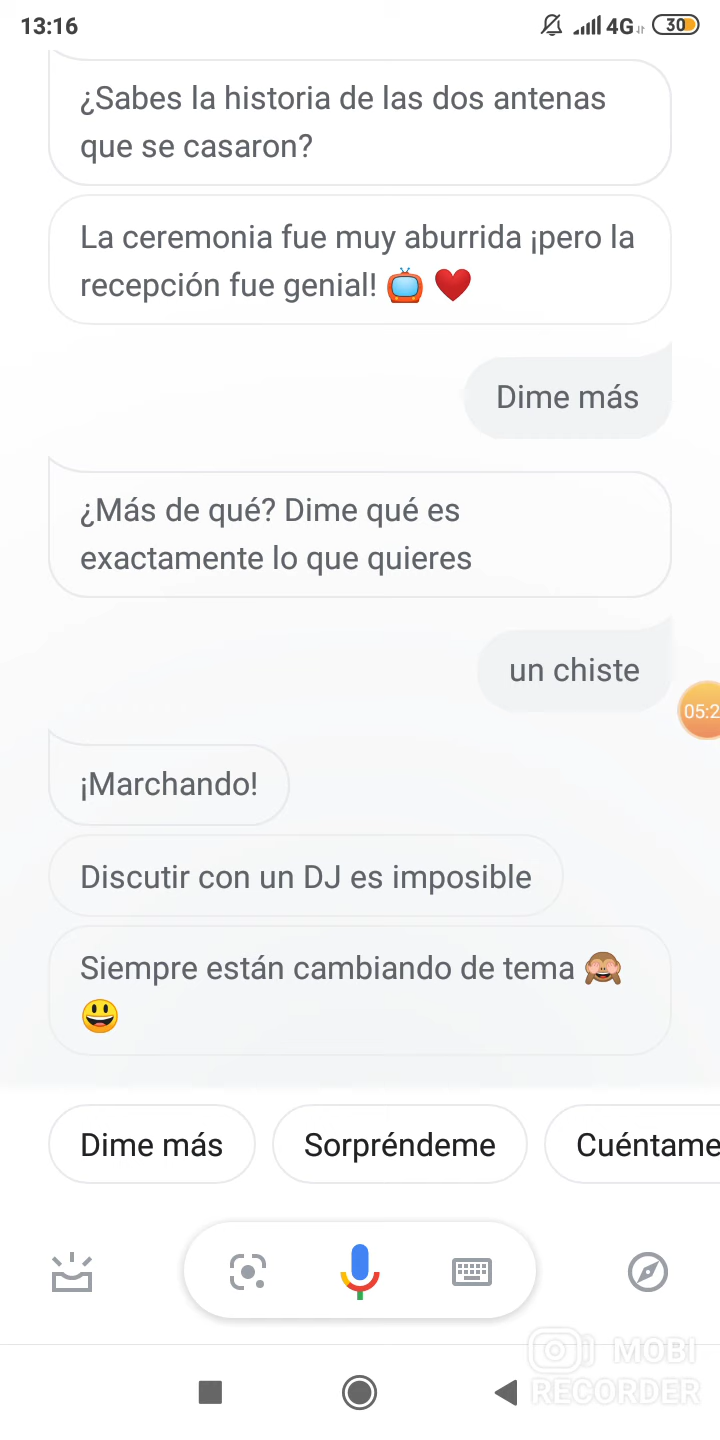 13:16
4G
30
¿Sabes la historia de las dos antenas
que se casaron?
La ceremonia fue muy aburrida ¡pero la
recepción fue genial! 📺 ❤️
Dime más
¿Más de qué? Dime qué es
exactamente lo que quieres
un chiste
05:2
¡Marchando!
Discutir con un DJ es imposible
Siempre están cambiando de tema 🙈
😃
Dime más
Sorpréndeme
Cuéntame
MOBI
RECORDER